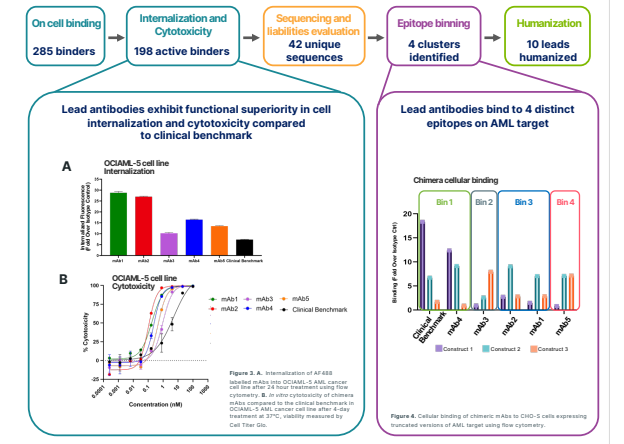 On cell binding
285 binders
Internalization and
Cytotoxicity
198 active binders
Sequencing and
liabilities evaluation
42 unique
sequences
Epitope binning
4 clusters
identified
Humanization
10 leads
humanized
Lead antibodies exhibit functional superiority in cell
internalization and cytotoxicity compared
to clinical benchmark
A
OCIAML-5 cell line
Internalization
Internalized Fluorescence
(Fold Over Isotype Control)
35
30
25
20
15
10
5
0
mAb1 mAb2 mAb3 mAb4 mAb5 Clinical Benchmark
B
OCIAML-5 cell line
Cytotoxicity
% Cytotoxicity
100
75
50
25
0
-25
0.0001 0.001 0.01 0.1 1 10 100 1000
Concentration (nM)
mAb1 mAb3 mAb5
mAb2 mAb4 Clinical Benchmark
Figure 3. A. Internalization of AF488
labelled mAbs into OCIAML-5 AML cancer
cell line after 24 hour treatment using flow
cytometry. B. In vitro cytotoxicity of chimera
mAbs compared to the clinical benchmark in
OCIAML-5 AML cancer cell line after 4-day
treatment at 37°C, viability measured by
Cell Titer Glo.
Lead antibodies bind to 4 distinct
epitopes on AML target
Chimera cellular binding
Bin 1 Bin 2 Bin 3 Bin 4
Binding (Fold Over Isotype Ctrl)
20
15
10
5
0
Clinical
Benchmark
mAb4
mAb3
mAb2
mAb1
mAb5
Construct 1 Construct 2 Construct 3
Figure 4. Cellular binding of chimeric mAbs to CHO-S cells expressing
truncated versions of AML target using flow cytometry.